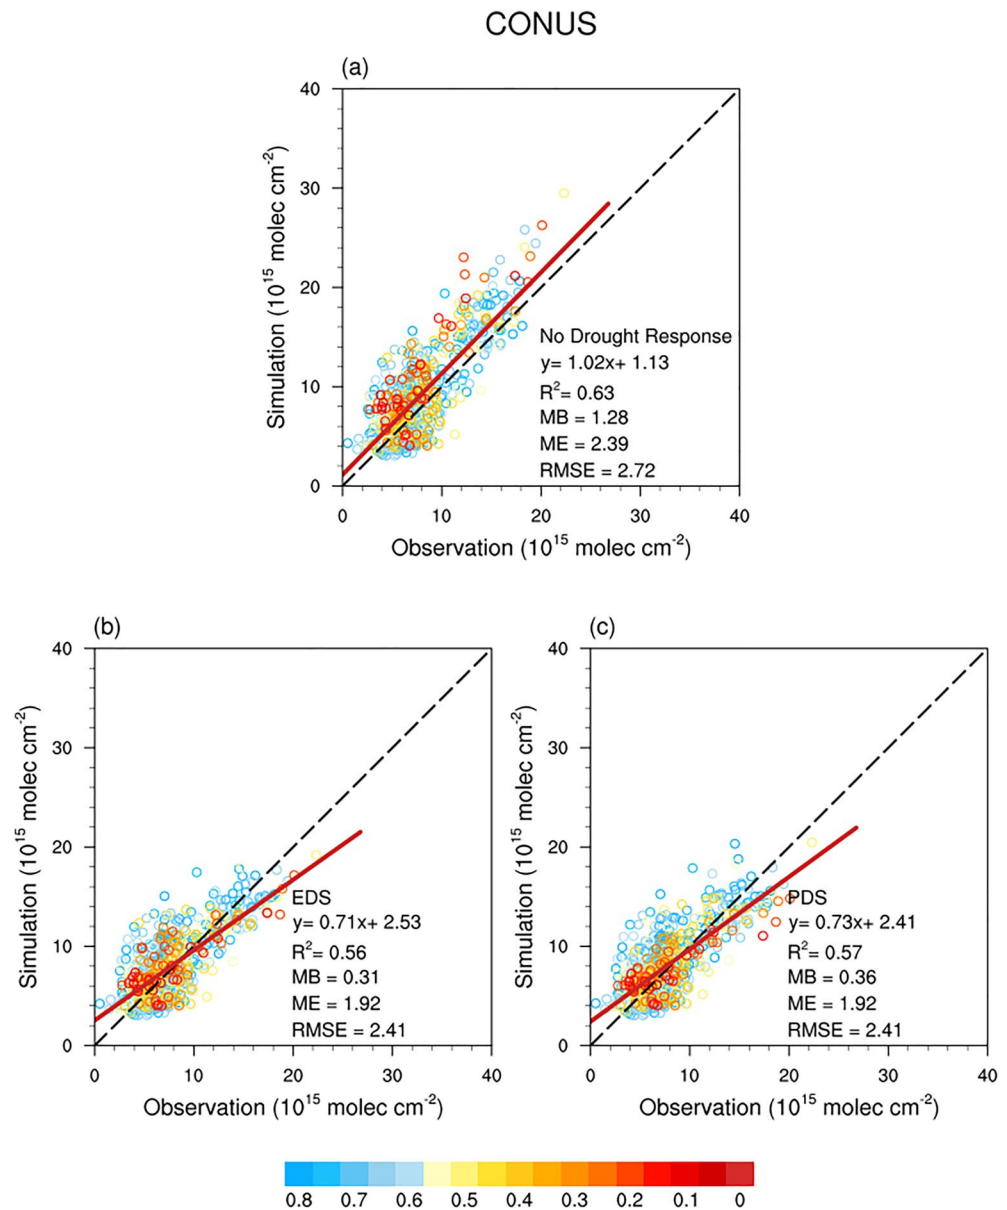 CONUS
(a)
40
30
20
10
0
Simulation (10¹⁵ molec cm⁻²)
No Drought Response
y= 1.02x+ 1.13
R²= 0.63
MB = 1.28
ME = 2.39
RMSE = 2.72
0 10 20 30 40
Observation (10¹⁵ molec cm⁻²)
(b)
40
30
20
10
0
Simulation (10¹⁵ molec cm⁻²)
EDS
y= 0.71x+ 2.53
R²= 0.56
MB = 0.31
ME = 1.92
RMSE = 2.41
0 10 20 30 40
Observation (10¹⁵ molec cm⁻²)
(c)
40
30
20
10
0
Simulation (10¹⁵ molec cm⁻²)
PDS
y= 0.73x+ 2.41
R²= 0.57
MB = 0.36
ME = 1.92
RMSE = 2.41
0 10 20 30 40
Observation (10¹⁵ molec cm⁻²)
0.8 0.7 0.6 0.5 0.4 0.3 0.2 0.1 0